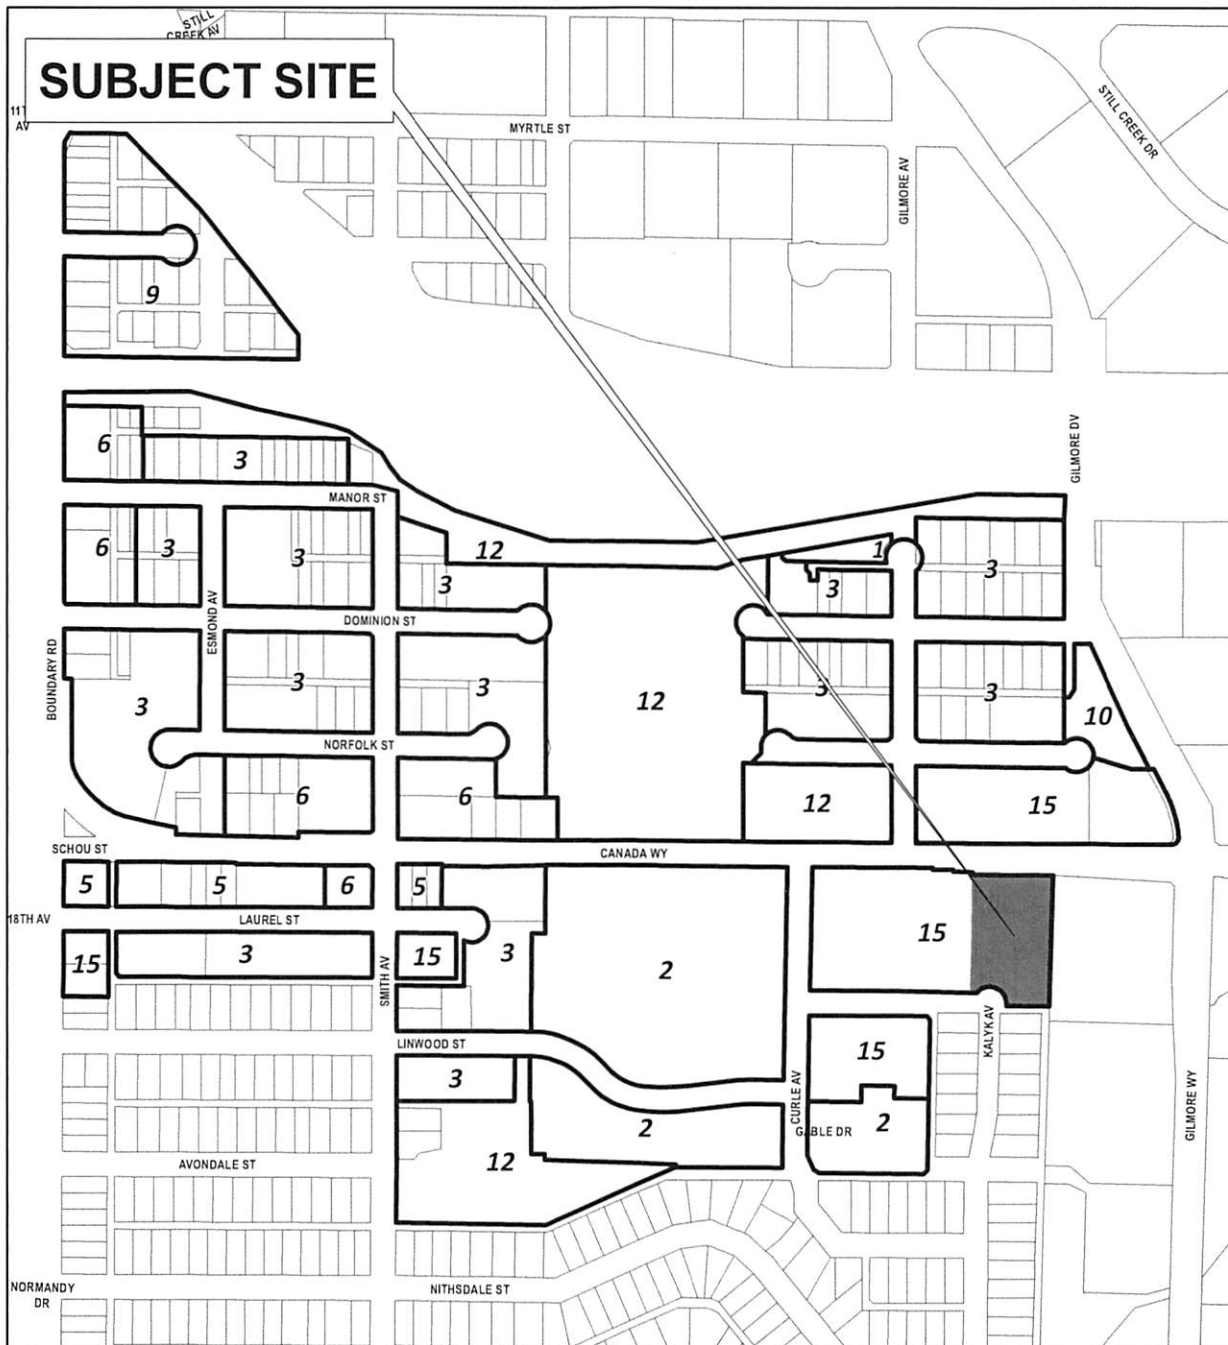 STILL
CREEK AV
SUBJECT SITE
11T
AV
MYRTLE ST
GILMORE AV
STILL CREEK DR
9
GILMORE DV
6
3
MANOR ST
6
3
3
12
3
1
3
3
ESMOND AV
DOMINION ST
BOUNDARY RD
3
3
3
12
3
3
10
NORFOLK ST
6
6
12
15
SCHOU ST
CANADA WY
5
5
6
5
18TH AV
LAUREL ST
15
3
SMITH AV
15
3
2
15
KALYK AV
LINWOOD ST
3
CURLE AV
15
GILMORE WY
2
GABLE DR
2
AVONDALE ST
12
NORMANDY
DR
NITHSDALE ST